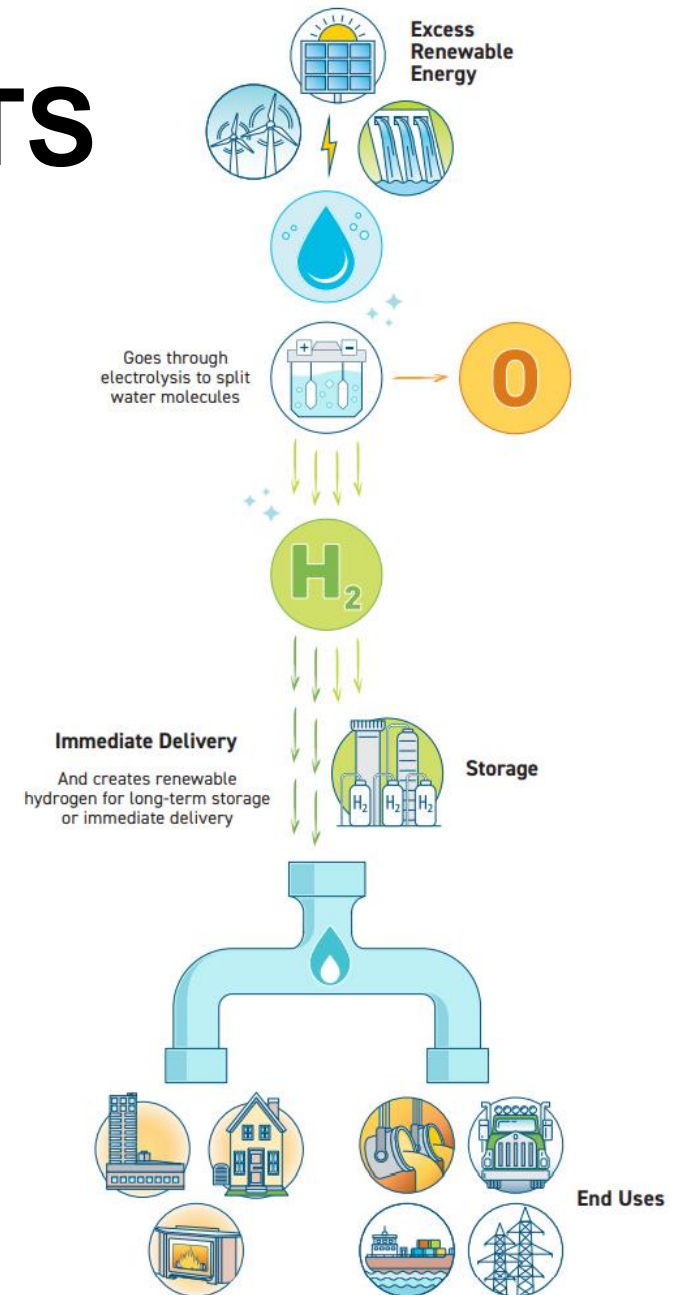 TS
Excess
Renewable
Energy
Goes through
electrolysis to split
water molecules
+
−
O
H₂
Immediate Delivery
And creates renewable
hydrogen for long-term storage
or immediate delivery
Storage
H₂ H₂ H₂
End Uses